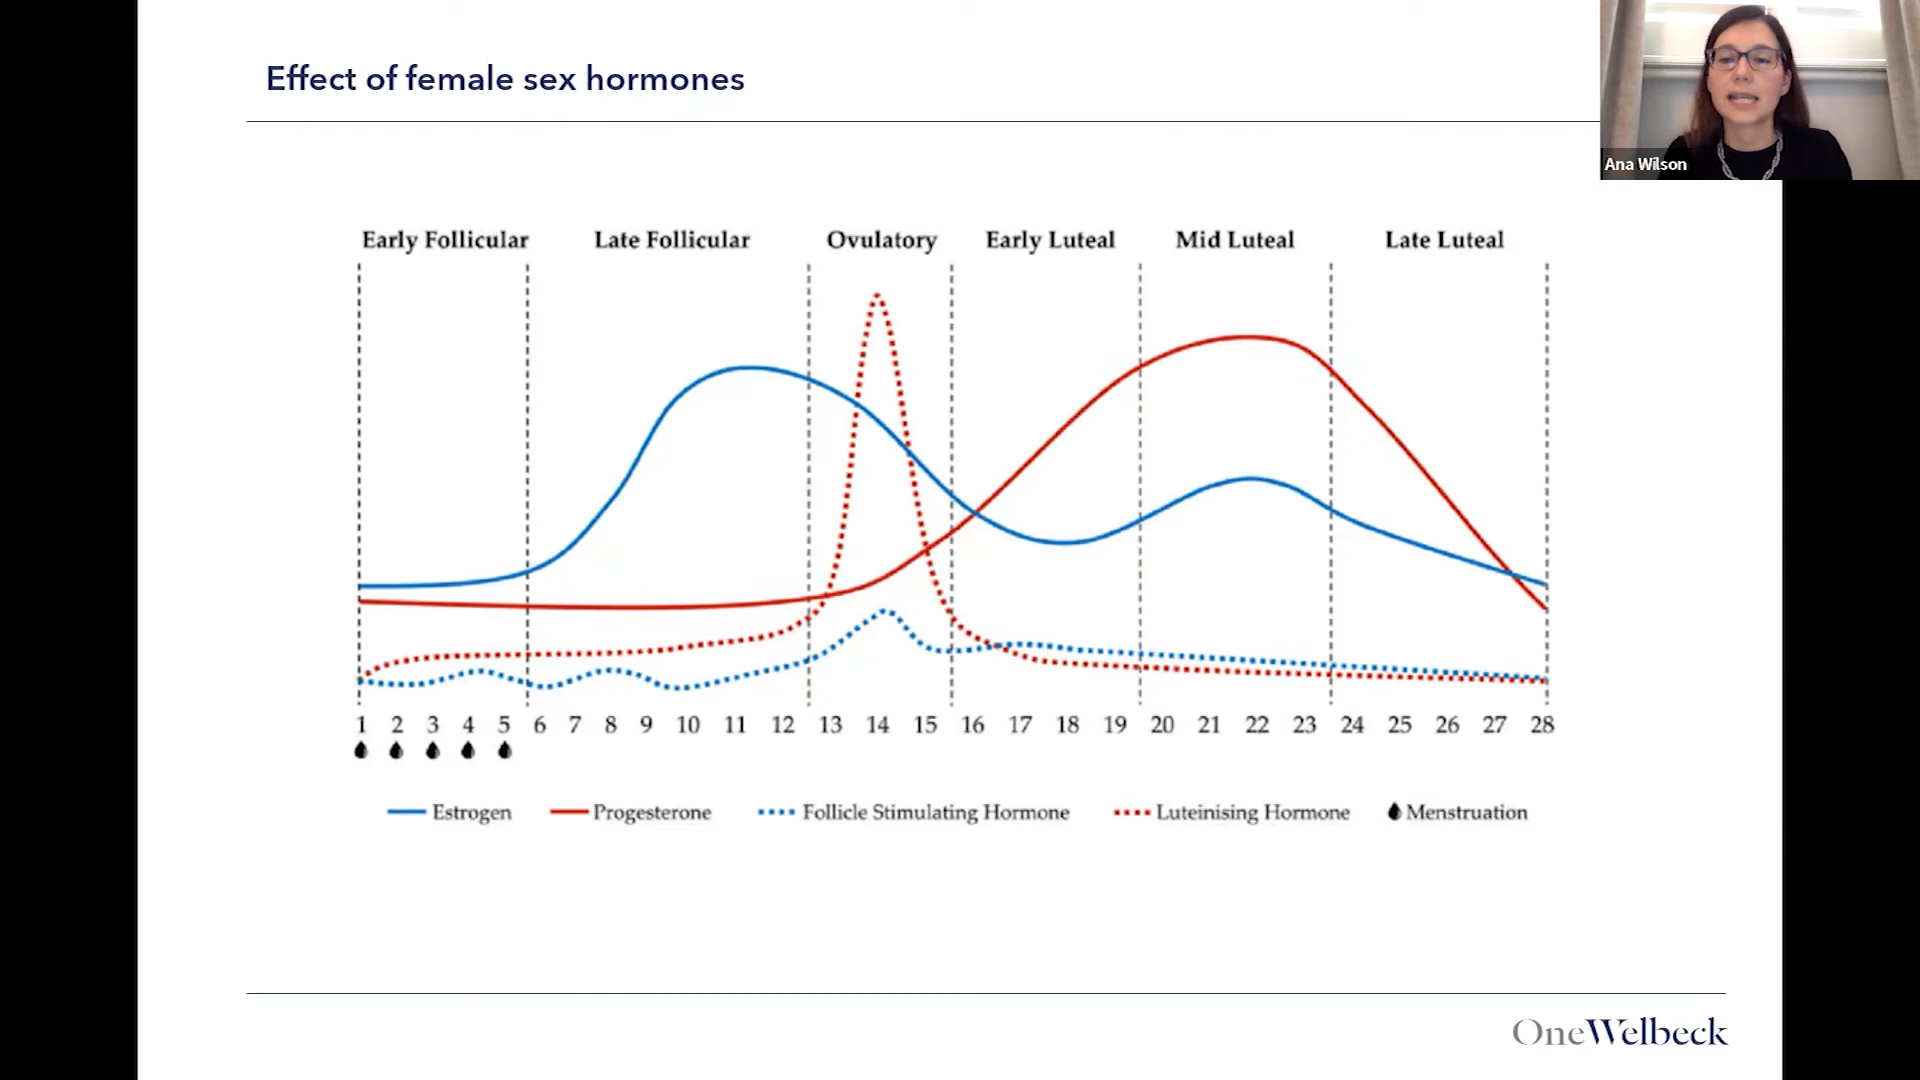 Effect of female sex hormones
Ana Wilson
Early Follicular Late Follicular Ovulatory Early Luteal Mid Luteal Late Luteal
1 2 3 4 5 6 7 8 9 10 11 12 13 14 15 16 17 18 19 20 21 22 23 24 25 26 27 28
Estrogen Progesterone Follicle Stimulating Hormone Luteinising Hormone Menstruation
OneWelbeck